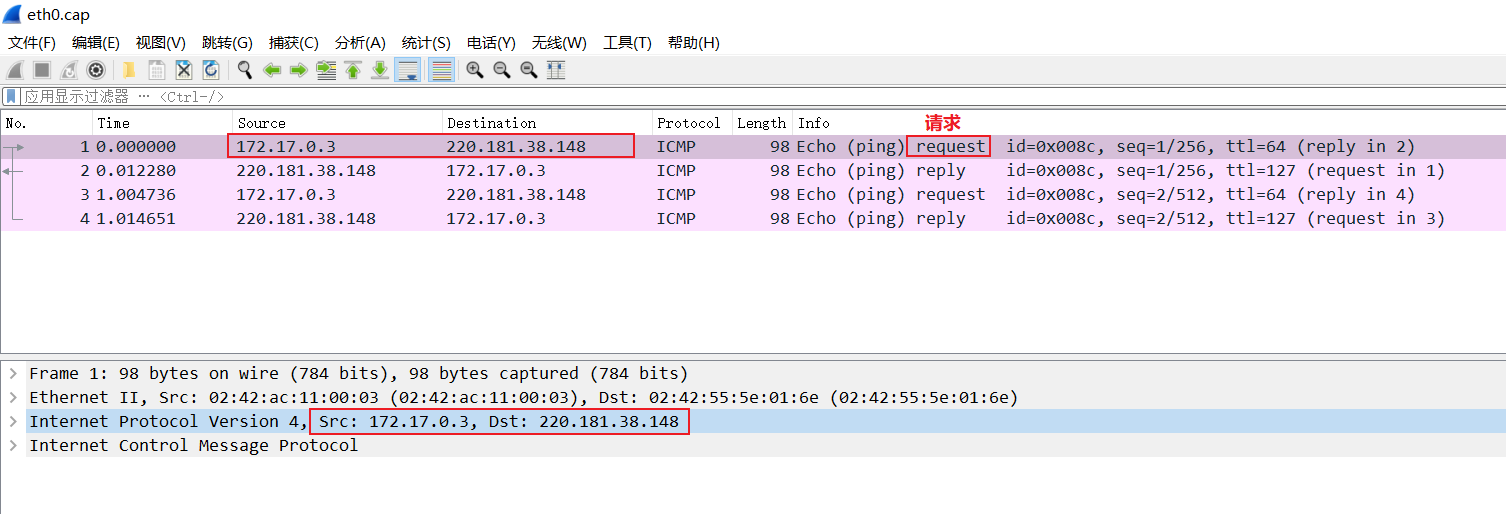 eth0.cap
文件(F) 编辑(E) 视图(V) 跳转(G) 捕获(C) 分析(A) 统计(S) 电话(Y) 无线(W) 工具(T) 帮助(H)
应用显示过滤器 … <Ctrl-/>
No. Time Source Destination Protocol Length Info 请求
1 0.000000 172.17.0.3 220.181.38.148 ICMP 98 Echo (ping) request id=0x008c, seq=1/256, ttl=64 (reply in 2)
2 0.012280 220.181.38.148 172.17.0.3 ICMP 98 Echo (ping) reply id=0x008c, seq=1/256, ttl=127 (request in 1)
3 1.004736 172.17.0.3 220.181.38.148 ICMP 98 Echo (ping) request id=0x008c, seq=2/512, ttl=64 (reply in 4)
4 1.014651 220.181.38.148 172.17.0.3 ICMP 98 Echo (ping) reply id=0x008c, seq=2/512, ttl=127 (request in 3)
Frame 1: 98 bytes on wire (784 bits), 98 bytes captured (784 bits)
Ethernet II, Src: 02:42:ac:11:00:03 (02:42:ac:11:00:03), Dst: 02:42:55:5e:01:6e (02:42:55:5e:01:6e)
Internet Protocol Version 4, Src: 172.17.0.3, Dst: 220.181.38.148
Internet Control Message Protocol